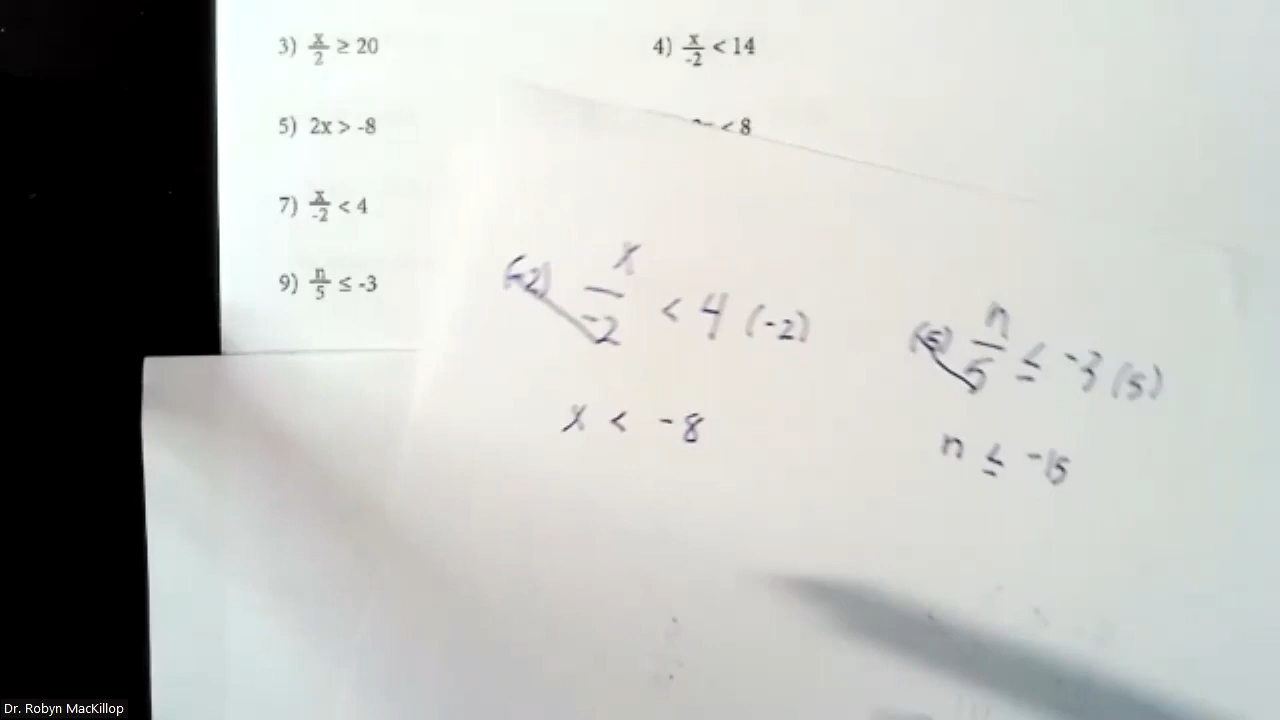 3) x/2 ≥ 20
4) x/-2 < 14
5) 2x > -8
< 8
7) x/-2 < 4
9) n/5 ≤ -3
(-2) x/-2 < 4 (-2)
x < -8
(5) n/5 ≤ -3 (5)
n ≤ -15
Dr. Robyn MacKillop